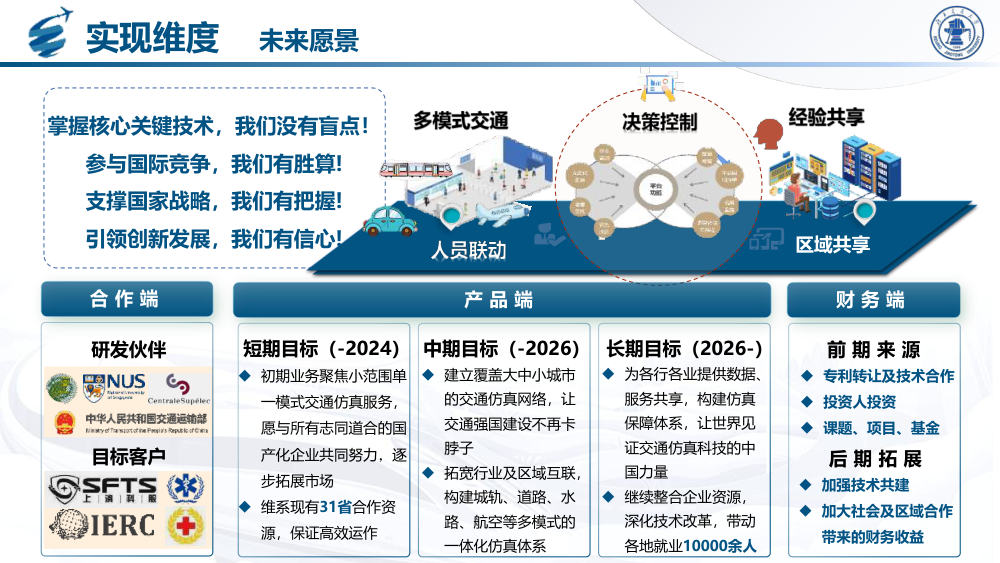 实现维度
未来愿景
掌握核心关键技术，我们没有盲点！
参与国际竞争，我们有胜算！
支撑国家战略，我们有把握！
引领创新发展，我们有信心！
多模式交通
决策控制
经验共享
平台
功能
人员联动
区域共享
合作端
研发伙伴
NUS
National University
of Singapore
CentraleSupélec
中华人民共和国交通运输部
Ministry of Transport of the People's Republic of China
目标客户
SFTS
IERC
产品端
短期目标（-2024）
初期业务聚焦小范围单
一模式交通仿真服务，
愿与所有志同道合的国
产化企业共同努力，逐
步拓展市场
维系现有31省合作资
源，保证高效运作
中期目标（-2026）
建立覆盖大中小城市
的交通仿真网络，让
交通强国建设不再卡
脖子
拓宽行业及区域互联，
构建城轨、道路、水
路、航空等多模式的
一体化仿真体系
长期目标（2026-）
为各行各业提供数据、
服务共享，构建仿真
保障体系，让世界见
证交通仿真科技的中
国力量
继续整合企业资源，
深化技术改革，带动
各地就业10000余人
财务端
前期来源
专利转让及技术合作
投资人投资
课题、项目、基金
后期拓展
加强技术共建
加大社会及区域合作
带来的财务收益